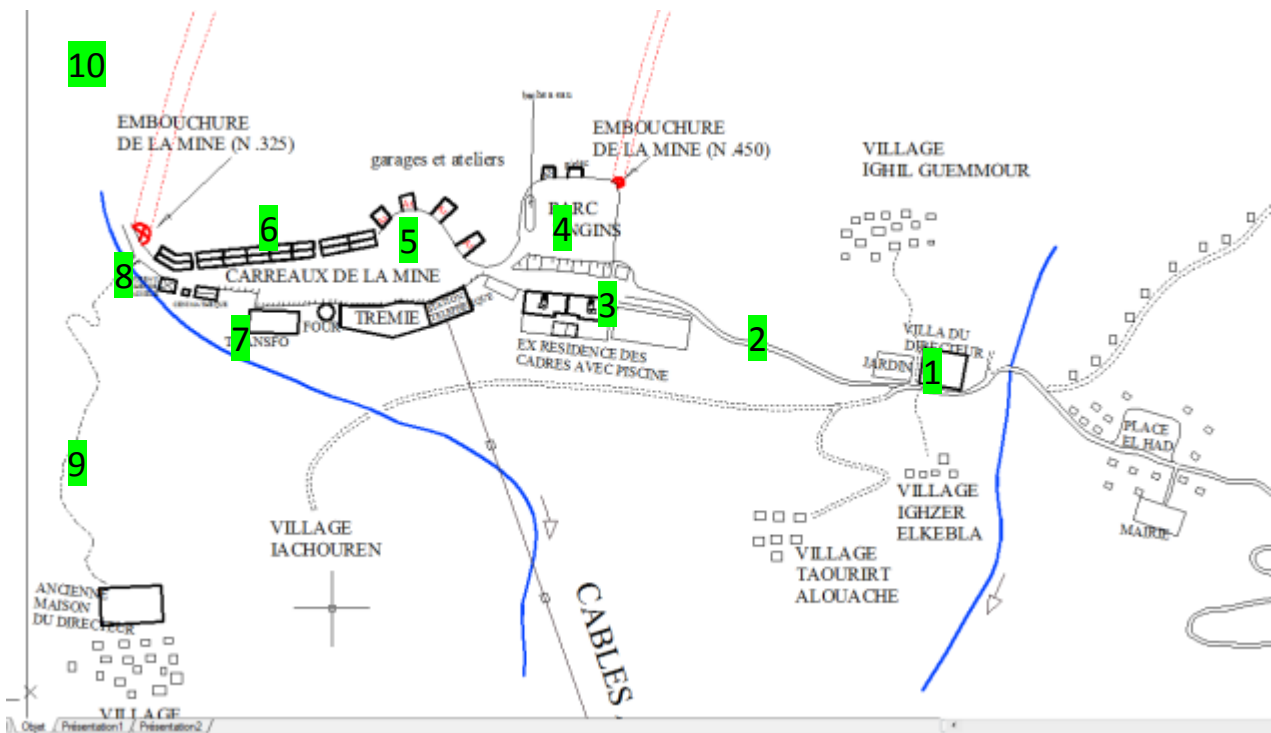 10
EMBOUCHURE
DE LA MINE (N .325)
garages et ateliers
EMBOUCHURE
DE LA MINE (N .450)
VILLAGE
IGHIL GUEMMOUR
6
5
PARC
4
ENGINS
8
CARREAUX DE LA MINE
3
7
TRANSFO
FOUR
TREMIE
STATION
TELEPHERIQUE
EX RESIDENCE DES
CADRES AVEC PISCINE
2
VILLA DU
DIRECTEUR
JARDIN
1
PLACE
EL HAD
MAIRIE
9
VILLAGE
IACHOUREN
VILLAGE
IGHZER
ELKEBLA
VILLAGE
TAOURIRT
ALOUACHE
CABLES
ANCIENNE
MAISON
DU DIRECTEUR
VILLAGE
Objet
Présentation1
Présentation2